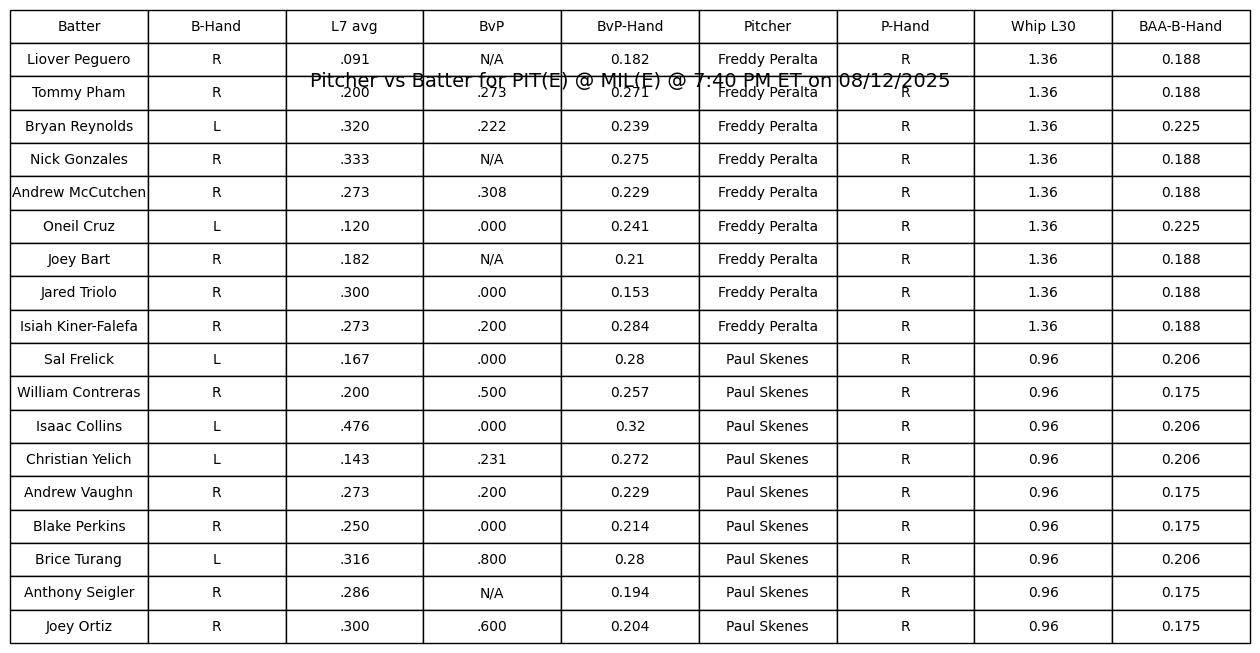 Batter B-Hand L7 avg BvP BvP-Hand Pitcher P-Hand Whip L30 BAA-B-Hand
Liover Peguero R .091 N/A 0.182 Freddy Peralta R 1.36 0.188
Pitcher vs Batter for PIT(E) @ MIL(E) @ 7:40 PM ET on 08/12/2025
Tommy Pham R .200 .273 0.271 Freddy Peralta R 1.36 0.188
Bryan Reynolds L .320 .222 0.239 Freddy Peralta R 1.36 0.225
Nick Gonzales R .333 N/A 0.275 Freddy Peralta R 1.36 0.188
Andrew McCutchen R .273 .308 0.229 Freddy Peralta R 1.36 0.188
Oneil Cruz L .120 .000 0.241 Freddy Peralta R 1.36 0.225
Joey Bart R .182 N/A 0.21 Freddy Peralta R 1.36 0.188
Jared Triolo R .300 .000 0.153 Freddy Peralta R 1.36 0.188
Isiah Kiner-Falefa R .273 .200 0.284 Freddy Peralta R 1.36 0.188
Sal Frelick L .167 .000 0.28 Paul Skenes R 0.96 0.206
William Contreras R .200 .500 0.257 Paul Skenes R 0.96 0.175
Isaac Collins L .476 .000 0.32 Paul Skenes R 0.96 0.206
Christian Yelich L .143 .231 0.272 Paul Skenes R 0.96 0.206
Andrew Vaughn R .273 .200 0.229 Paul Skenes R 0.96 0.175
Blake Perkins R .250 .000 0.214 Paul Skenes R 0.96 0.175
Brice Turang L .316 .800 0.28 Paul Skenes R 0.96 0.206
Anthony Seigler R .286 N/A 0.194 Paul Skenes R 0.96 0.175
Joey Ortiz R .300 .600 0.204 Paul Skenes R 0.96 0.175